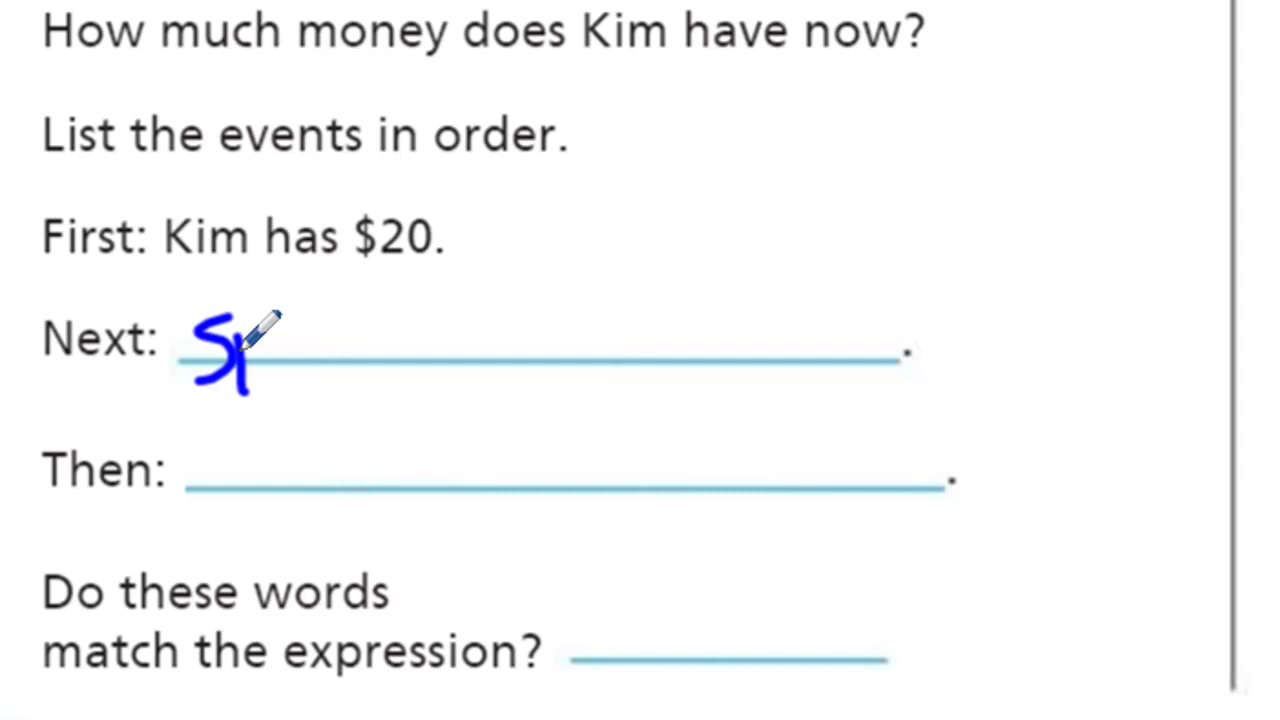 How much money does Kim have now?
List the events in order.
First: Kim has $20.
Next: Sp .
Then: .
Do these words
match the expression?